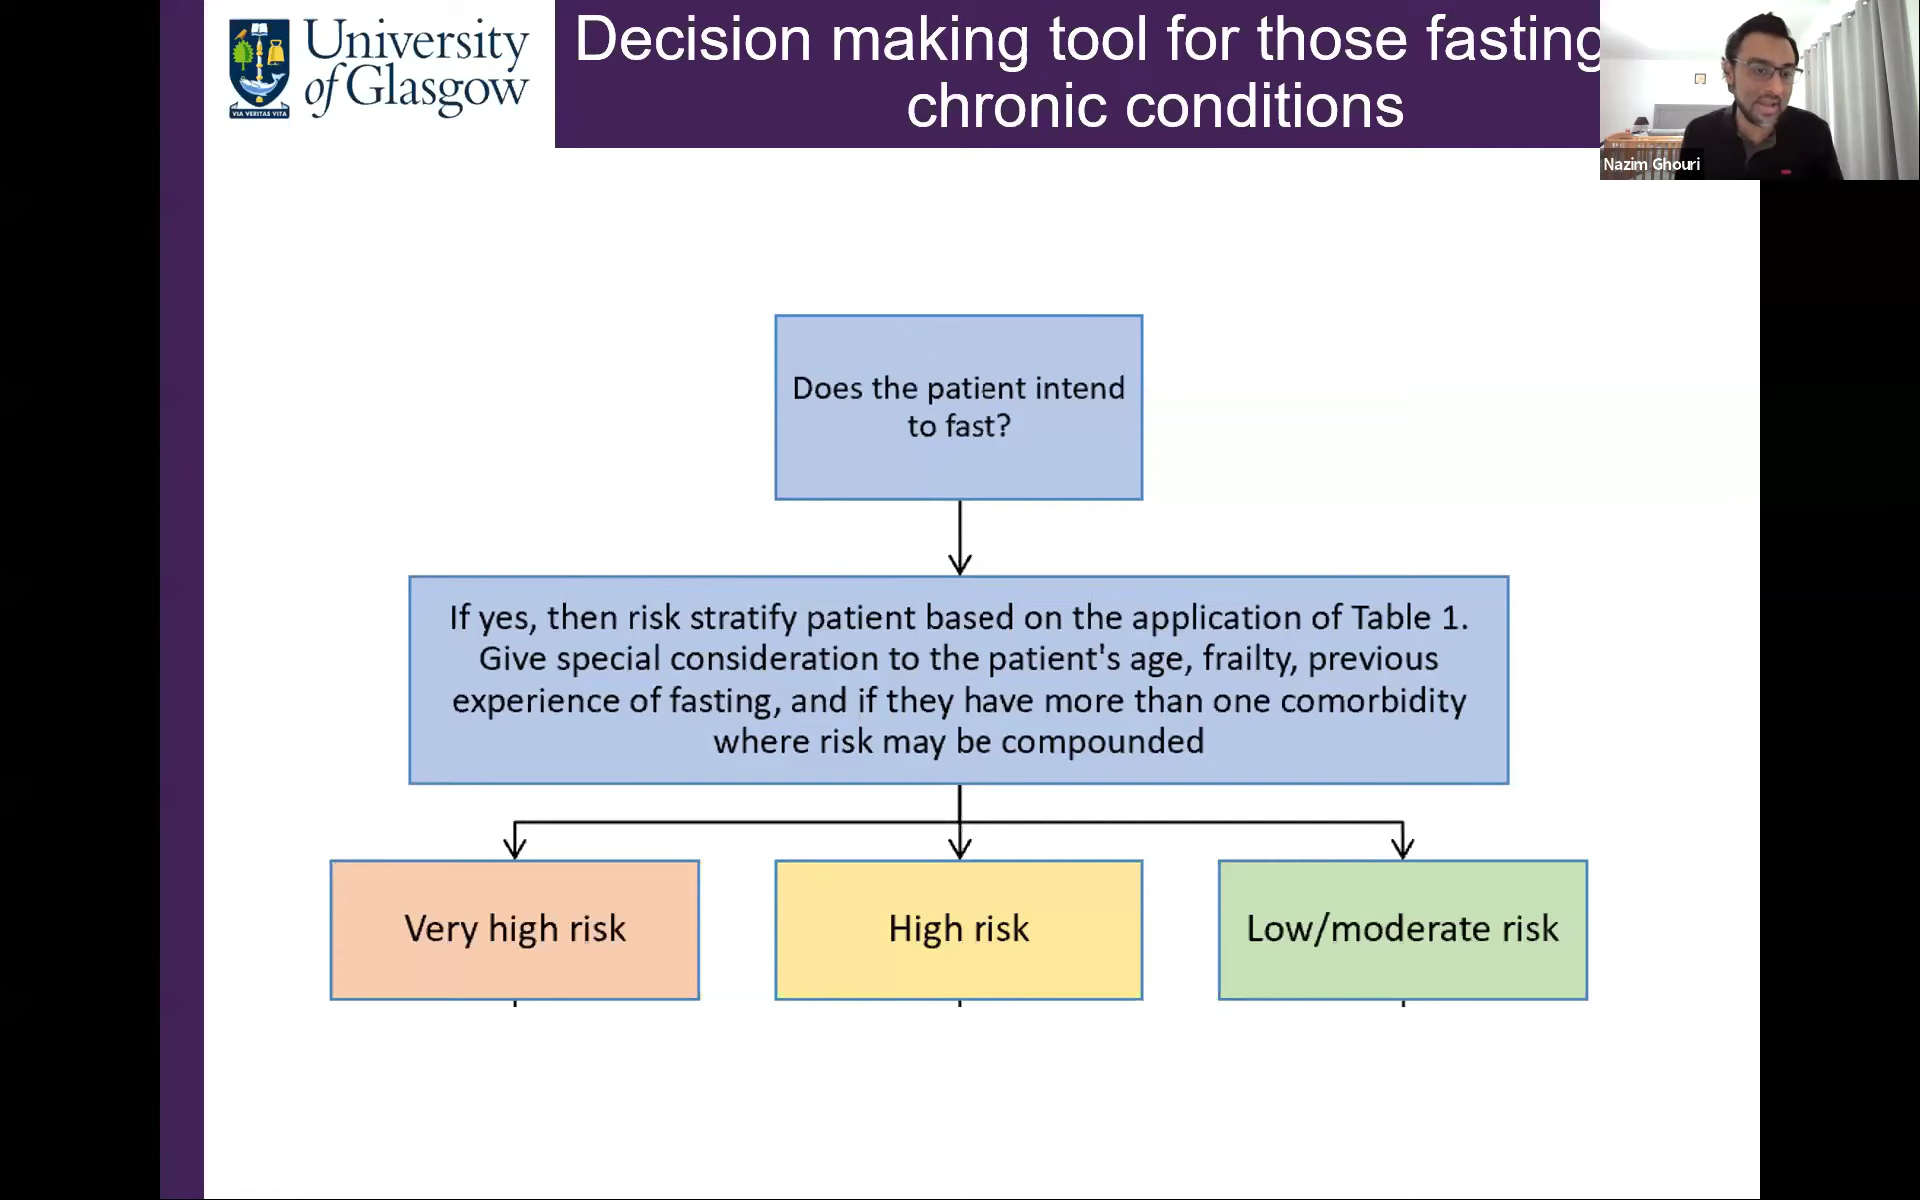 University
of Glasgow
VIA VERITAS VITA
Decision making tool for those fasting
chronic conditions
Nazim Ghouri
Does the patient intend
to fast?
If yes, then risk stratify patient based on the application of Table 1.
Give special consideration to the patient's age, frailty, previous
experience of fasting, and if they have more than one comorbidity
where risk may be compounded
Very high risk
High risk
Low/moderate risk